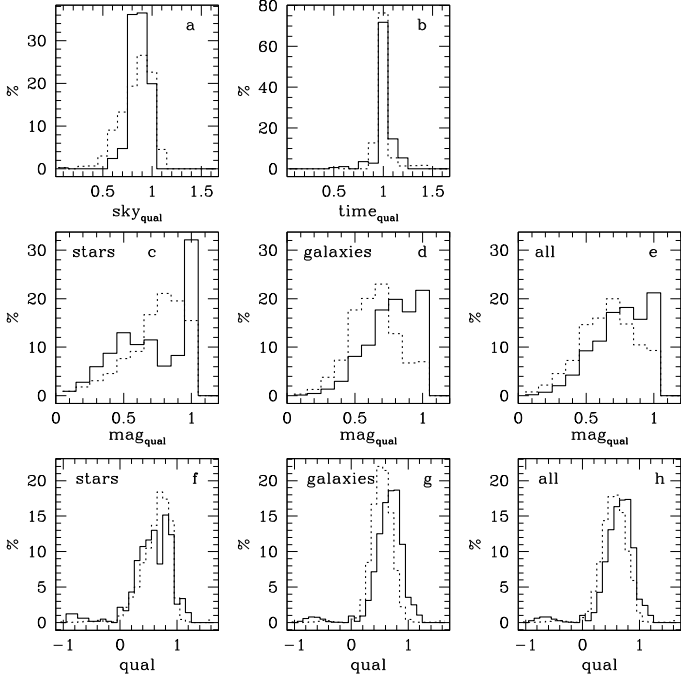 a
30
20
10
0
%
0.5 1 1.5
sky_qual
b
80
60
40
20
0
%
0.5 1 1.5
time_qual
stars c
30
20
10
0
%
0 0.5 1
mag_qual
galaxies d
30
20
10
0
%
0 0.5 1
mag_qual
all e
30
20
10
0
%
0 0.5 1
mag_qual
stars f
20
15
10
5
0
%
−1 0 1
qual
galaxies g
20
15
10
5
0
%
−1 0 1
qual
all h
20
15
10
5
0
%
−1 0 1
qual